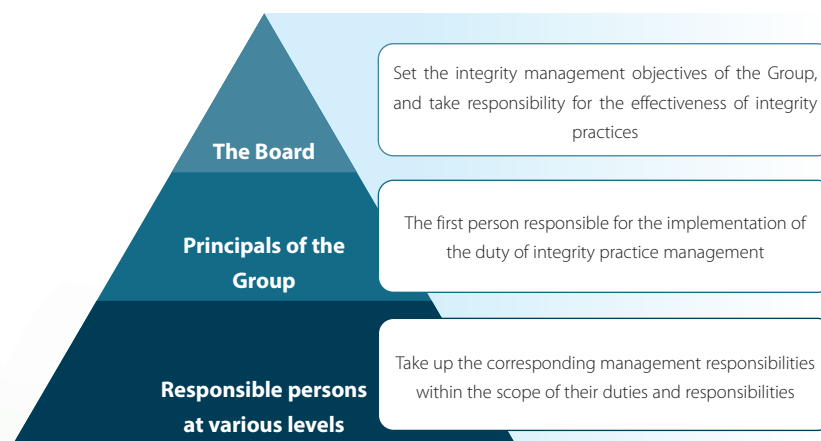 The Board
Set the integrity management objectives of the Group,
and take responsibility for the effectiveness of integrity
practices
Principals of the
Group
The first person responsible for the implementation of
the duty of integrity practice management
Responsible persons
at various levels
Take up the corresponding management responsibilities
within the scope of their duties and responsibilities